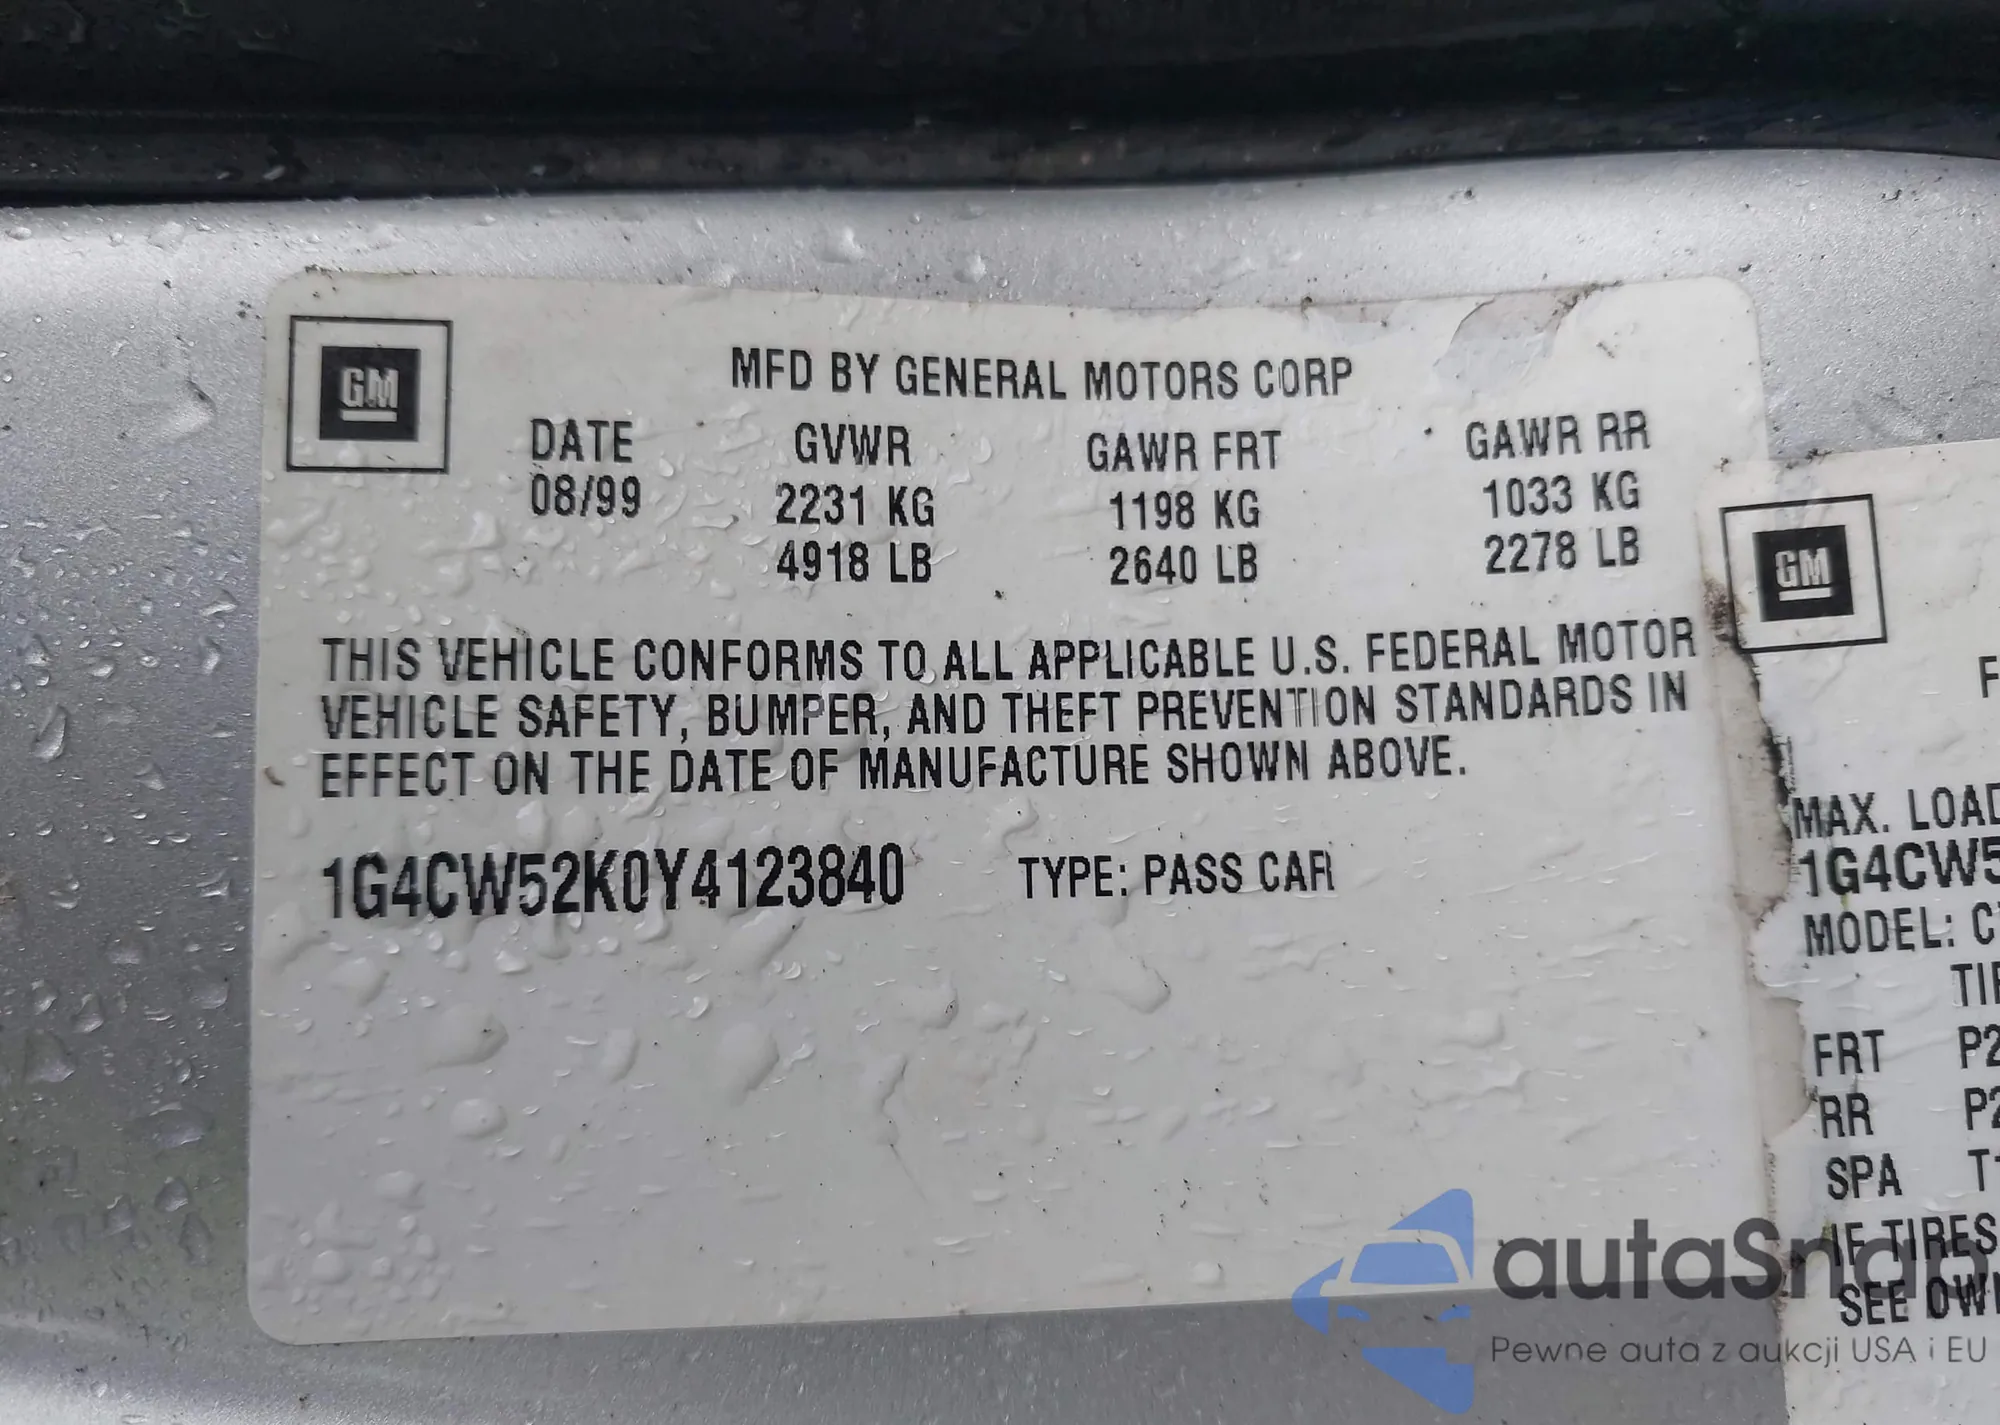 GM
MFD BY GENERAL MOTORS CORP
DATE GVWR GAWR FRT GAWR RR
08/99 2231 KG 1198 KG 1033 KG
4918 LB 2640 LB 2278 LB
THIS VEHICLE CONFORMS TO ALL APPLICABLE U.S. FEDERAL MOTOR
VEHICLE SAFETY, BUMPER, AND THEFT PREVENTION STANDARDS IN
EFFECT ON THE DATE OF MANUFACTURE SHOWN ABOVE.
1G4CW52K0Y4123840 TYPE: PASS CAR
GM
MAX.
MODEL:
FRT
RR
SPA
IF TIRES
SEE
autaSnap
Pewne auta z aukcji USA i EU